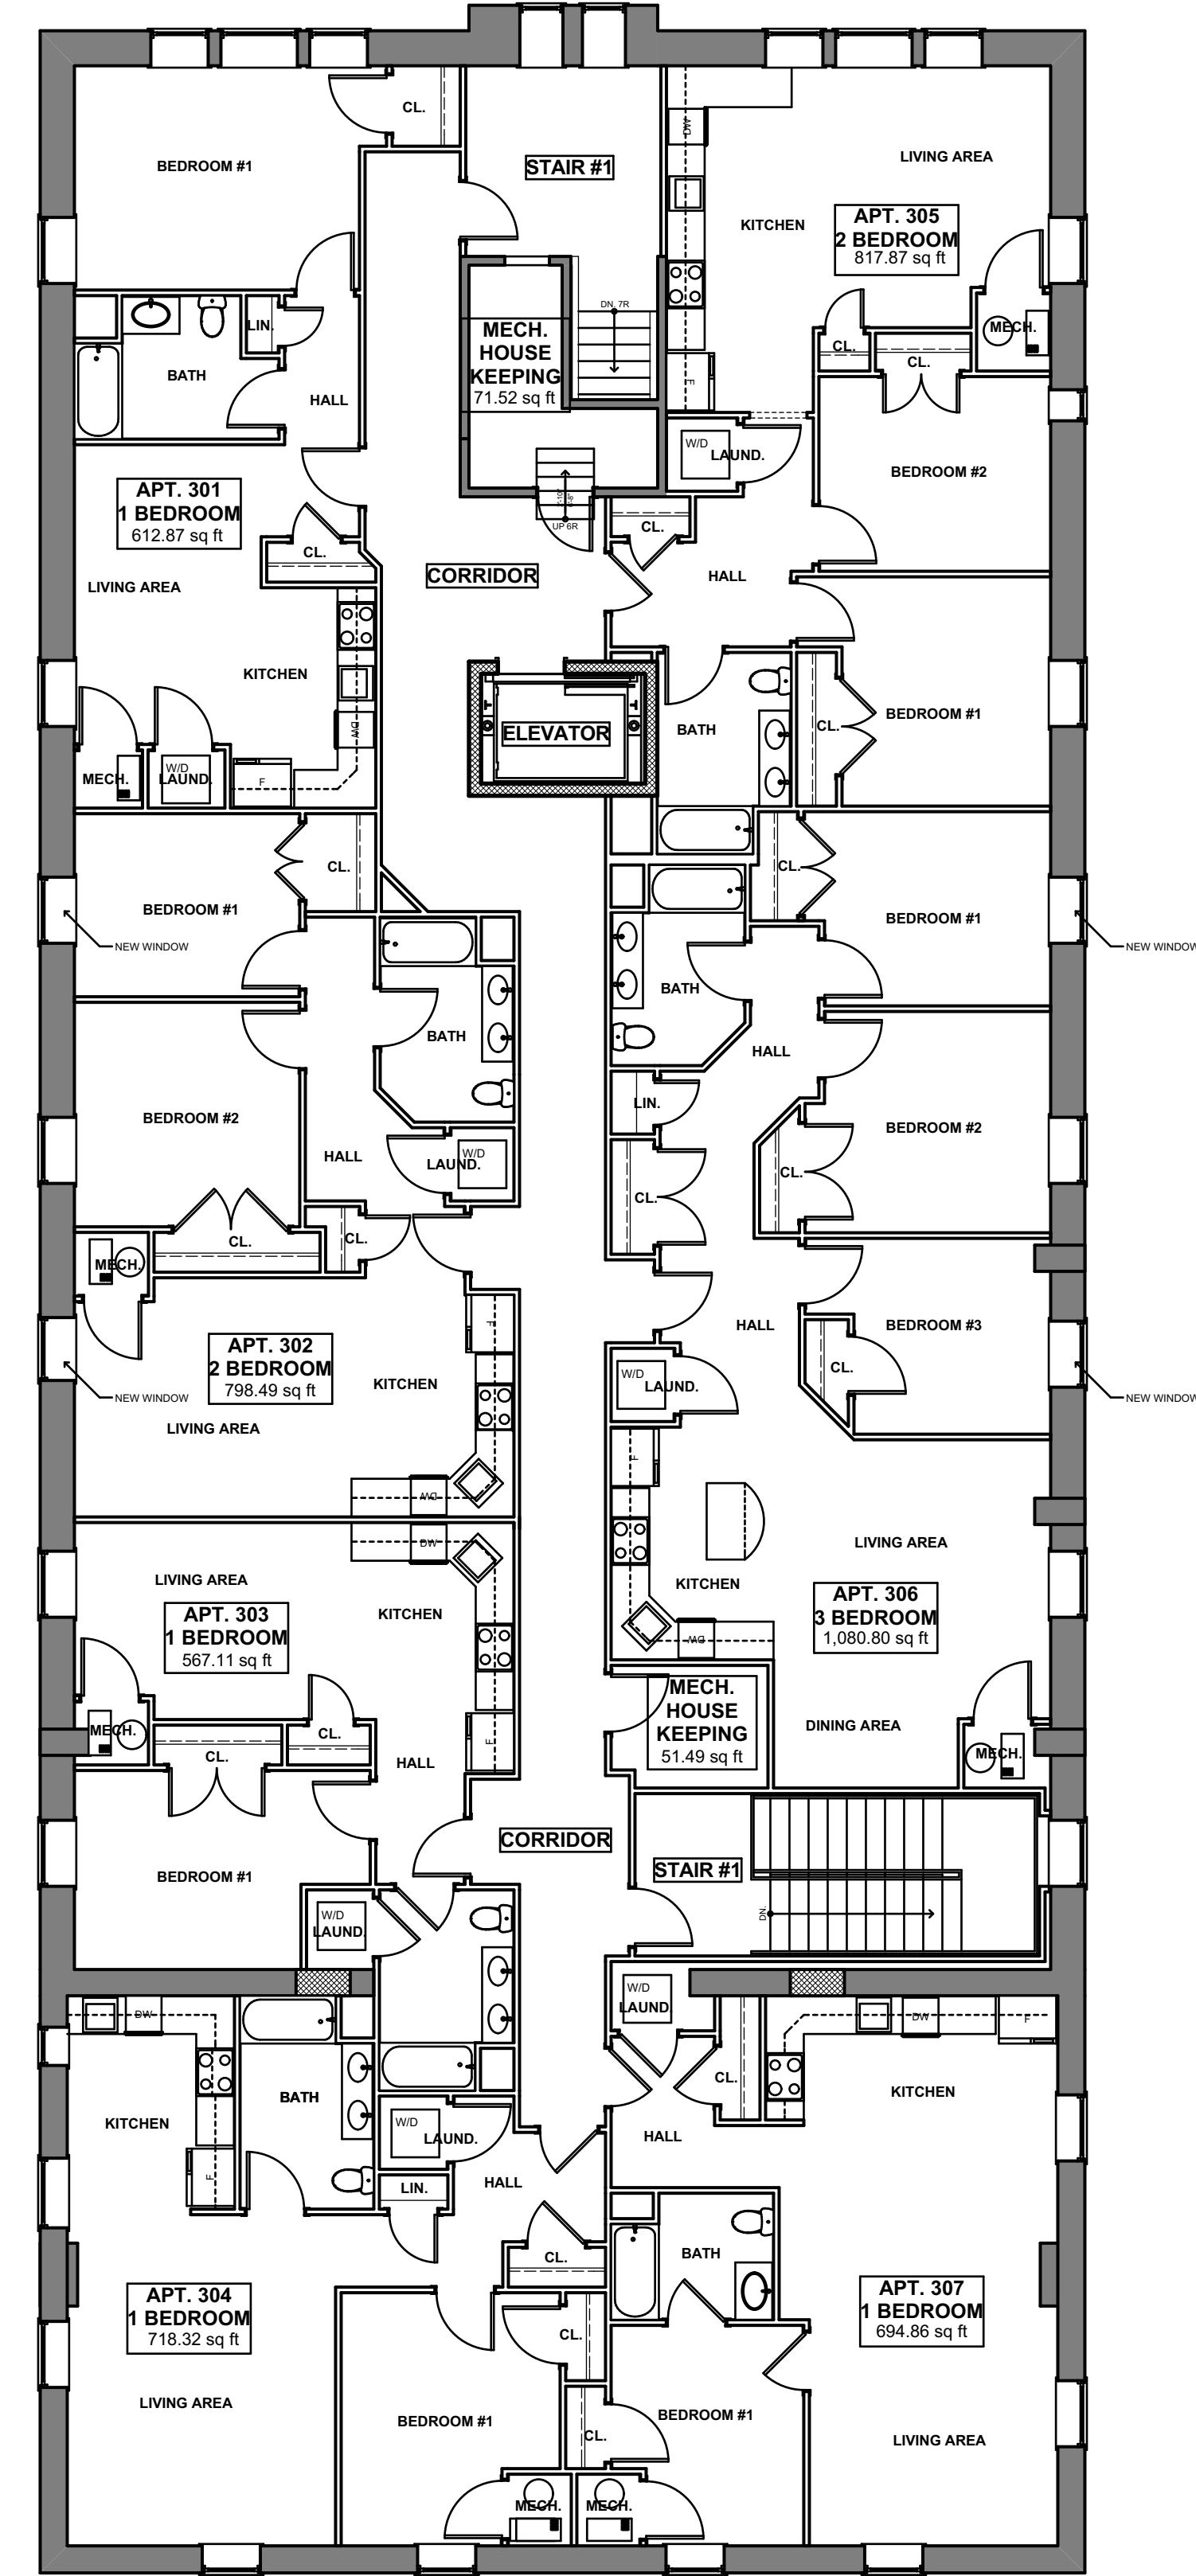 CL.
BEDROOM #1
STAIR #1
LIVING AREA
DW
KITCHEN
APT. 305
2 BEDROOM
817.87 sq ft
DN. 7R
LIN.
MECH.
HOUSE
KEEPING
71.52 sq ft
MECH.
CL.
CL.
BATH
HALL
F
W/D
LAUND.
BEDROOM #2
APT. 301
1 BEDROOM
612.87 sq ft
UP 6R
CL.
CL.
LIVING AREA
CORRIDOR
HALL
KITCHEN
BEDROOM #1
CL.
BATH
ELEVATOR
DW
MECH.
W/D
LAUND.
F
CL.
CL.
BEDROOM #1
BEDROOM #1
NEW WINDOW
NEW WINDOW
BATH
BATH
HALL
LIN.
BEDROOM #2
BEDROOM #2
HALL
W/D
LAUND.
CL.
CL.
CL.
CL.
MECH.
F
HALL
BEDROOM #3
APT. 302
2 BEDROOM
798.49 sq ft
KITCHEN
CL.
W/D
LAUND.
NEW WINDOW
NEW WINDOW
LIVING AREA
F
DW
DW
LIVING AREA
LIVING AREA
KITCHEN
KITCHEN
APT. 303
1 BEDROOM
567.11 sq ft
APT. 306
3 BEDROOM
1,080.80 sq ft
DW
MECH.
HOUSE
KEEPING
51.49 sq ft
DINING AREA
MECH.
CL.
CL.
F
HALL
MECH.
CORRIDOR
STAIR #1
BEDROOM #1
DN.
W/D
LAUND.
W/D
LAUND.
DW
DW
F
CL.
KITCHEN
BATH
KITCHEN
W/D
LAUND.
HALL
F
LIN.
HALL
CL.
BATH
APT. 304
1 BEDROOM
718.32 sq ft
APT. 307
1 BEDROOM
694.86 sq ft
CL.
LIVING AREA
BEDROOM #1
BEDROOM #1
CL.
LIVING AREA
MECH.
MECH.